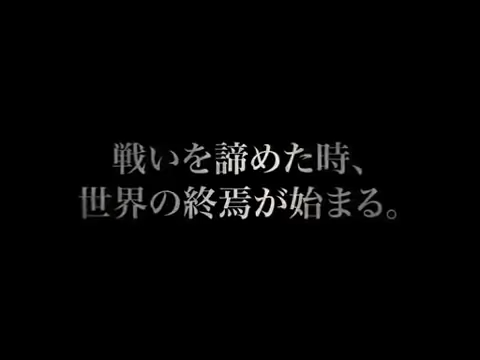 戦いを諦めた時、
世界の終焉が始まる。